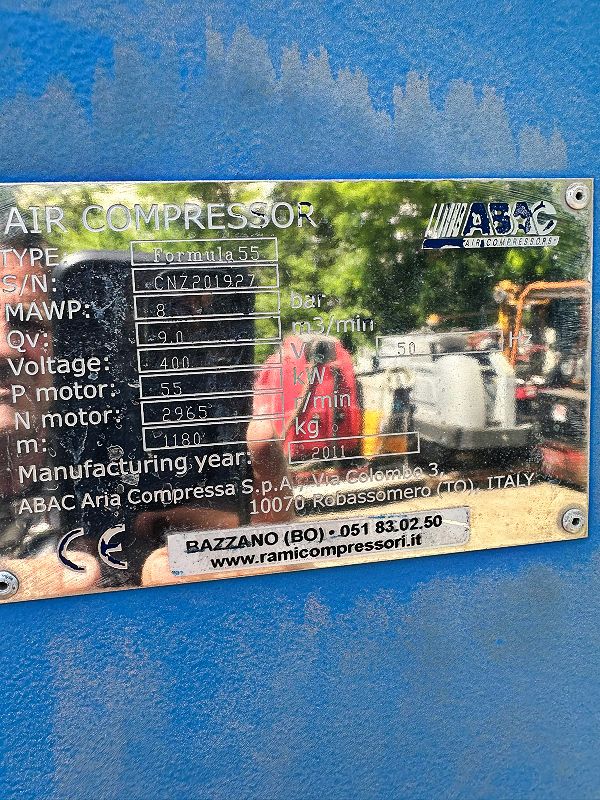 AIR COMPRESSOR
ABAC
AIR COMPRESSORS
TYPE: Formula 55
S/N: CNZ201927
MAWP: 8 bar
Qv: 9.0 m3/min
Voltage: 400 V 50 Hz
P motor: 55 kW
N motor: 2965 r/min
m: 1180 kg
Manufacturing year: 2011
ABAC Aria Compressa S.p.A., Via Colombo 3,
10070 Robassomero (TO), ITALY
CE
BAZZANO (BO) • 051 83.02.50
www.ramicompressori.it